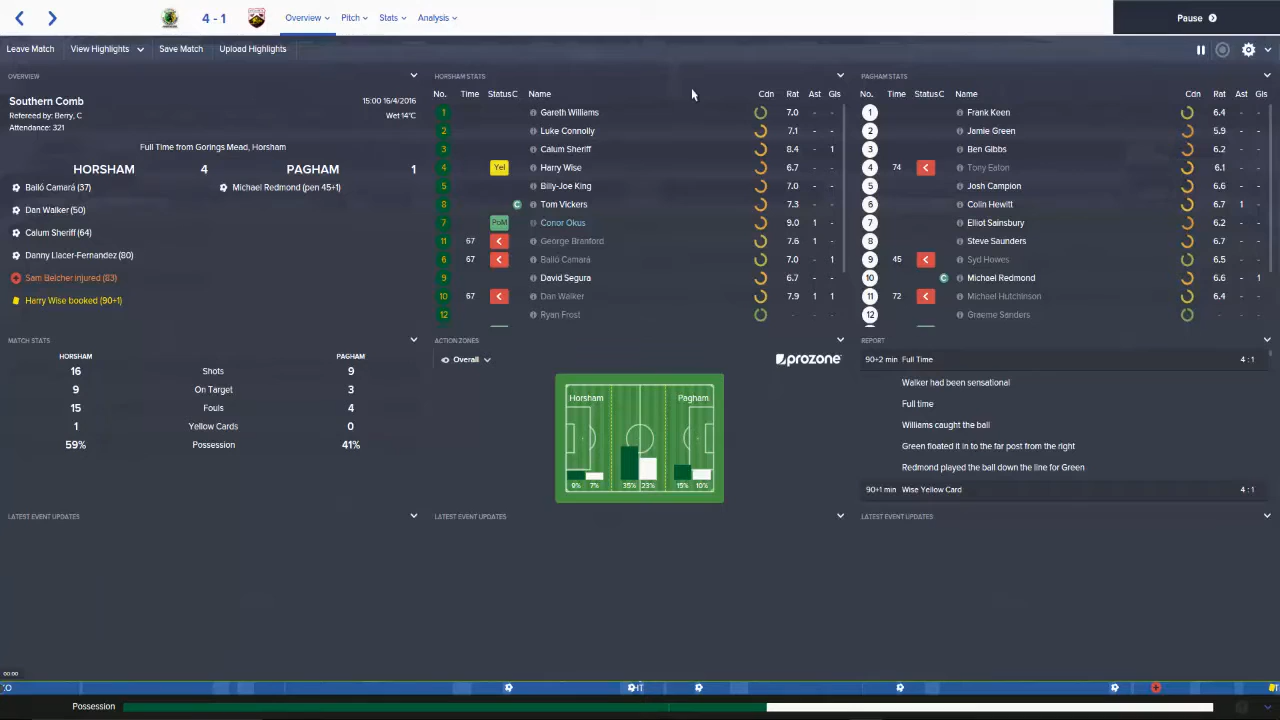 4 - 1 Overview Pitch Stats Analysis Pause
Leave Match View Highlights Save Match Upload Highlights
OVERVIEW
Southern Comb 15:00 16/4/2016
Refereed by: Berry, C Wet 14°C
Attendance: 321
Full Time from Gorings Mead, Horsham
HORSHAM 4 PAGHAM 1
Bailó Camará (37) Michael Redmond (pen 45+1)
Dan Walker (50)
Calum Sheriff (64)
Danny Llacer-Fernandez (80)
Sam Belcher injured (83)
Harry Wise booked (90+1)
HORSHAM STATS
No. Time Status C Name Cdn Rat Ast Gls
1 Gareth Williams 7.0 - -
2 Luke Connolly 7.1 - -
3 Calum Sheriff 8.4 - 1
4 Yel Harry Wise 6.7 - -
5 Billy-Joe King 7.0 - -
8 C Tom Vickers 7.3 - -
7 PoM Conor Okus 9.0 1 -
11 67 George Branford 7.6 1 -
6 67 Bailó Camará 7.0 - 1
9 David Segura 6.7 - -
10 67 Dan Walker 7.9 1 1
12 Ryan Frost - - -
PAGHAM STATS
No. Time Status C Name Cdn Rat Ast Gls
1 Frank Keen 6.4 - -
2 Jamie Green 5.9 - -
3 Ben Gibbs 6.2 - -
4 74 Tony Eaton 6.1 - -
5 Josh Campion 6.6 - -
6 Colin Hewitt 6.7 1 -
7 Elliot Sainsbury 6.2 - -
8 Steve Saunders 6.7 - -
9 45 Syd Howes 6.5 - -
10 C Michael Redmond 6.6 - 1
11 72 Michael Hutchinson 6.4 - -
12 Graeme Sanders - - -
MATCH STATS
HORSHAM PAGHAM
16 Shots 9
9 On Target 3
15 Fouls 4
1 Yellow Cards 0
59% Possession 41%
ACTION ZONES
Overall prozone
Horsham Pagham
9% 7% 35% 23% 15% 10%
REPORT
90+2 min Full Time 4 : 1
Walker had been sensational
Full time
Williams caught the ball
Green floated it in to the far post from the right
Redmond played the ball down the line for Green
90+1 min Wise Yellow Card 4 : 1
LATEST EVENT UPDATES LATEST EVENT UPDATES LATEST EVENT UPDATES
00:00
HT
Possession